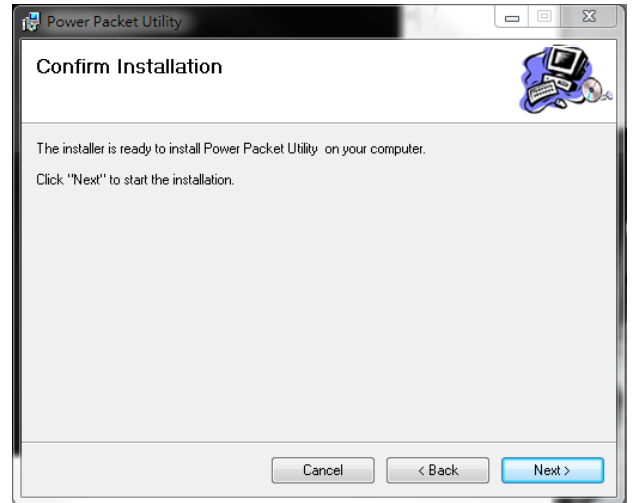 Power Packet Utility
Confirm Installation
The installer is ready to install Power Packet Utility  on your computer.
Click "Next" to start the installation.
Cancel
< Back
Next >